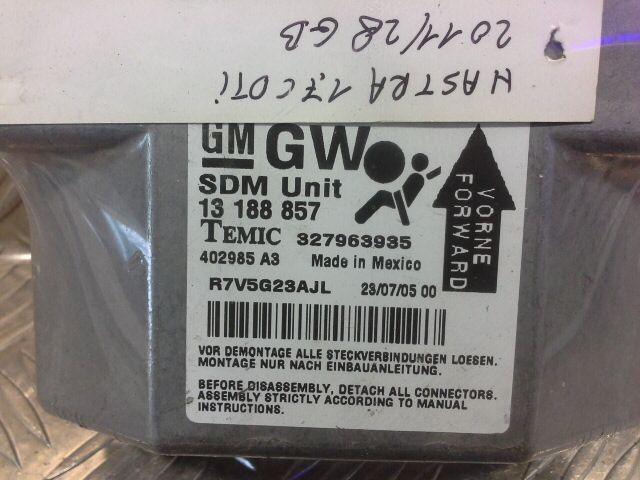 HASTRA 1.7 CDTI
2011/28 GB
GM GW
SDM Unit
13 188 857
TEMIC 327963935
402985 A3 Made in Mexico
R7V5G23AJL 23/07/05 00
VORNE
FORWARD
VOR DEMONTAGE ALLE STECKVERBINDUNGEN LOESEN.
MONTAGE NUR NACH EINBAUANLEITUNG.
BEFORE DISASSEMBLY, DETACH ALL CONNECTORS.
ASSEMBLY STRICTLY ACCORDING TO MANUAL
INSTRUCTIONS.